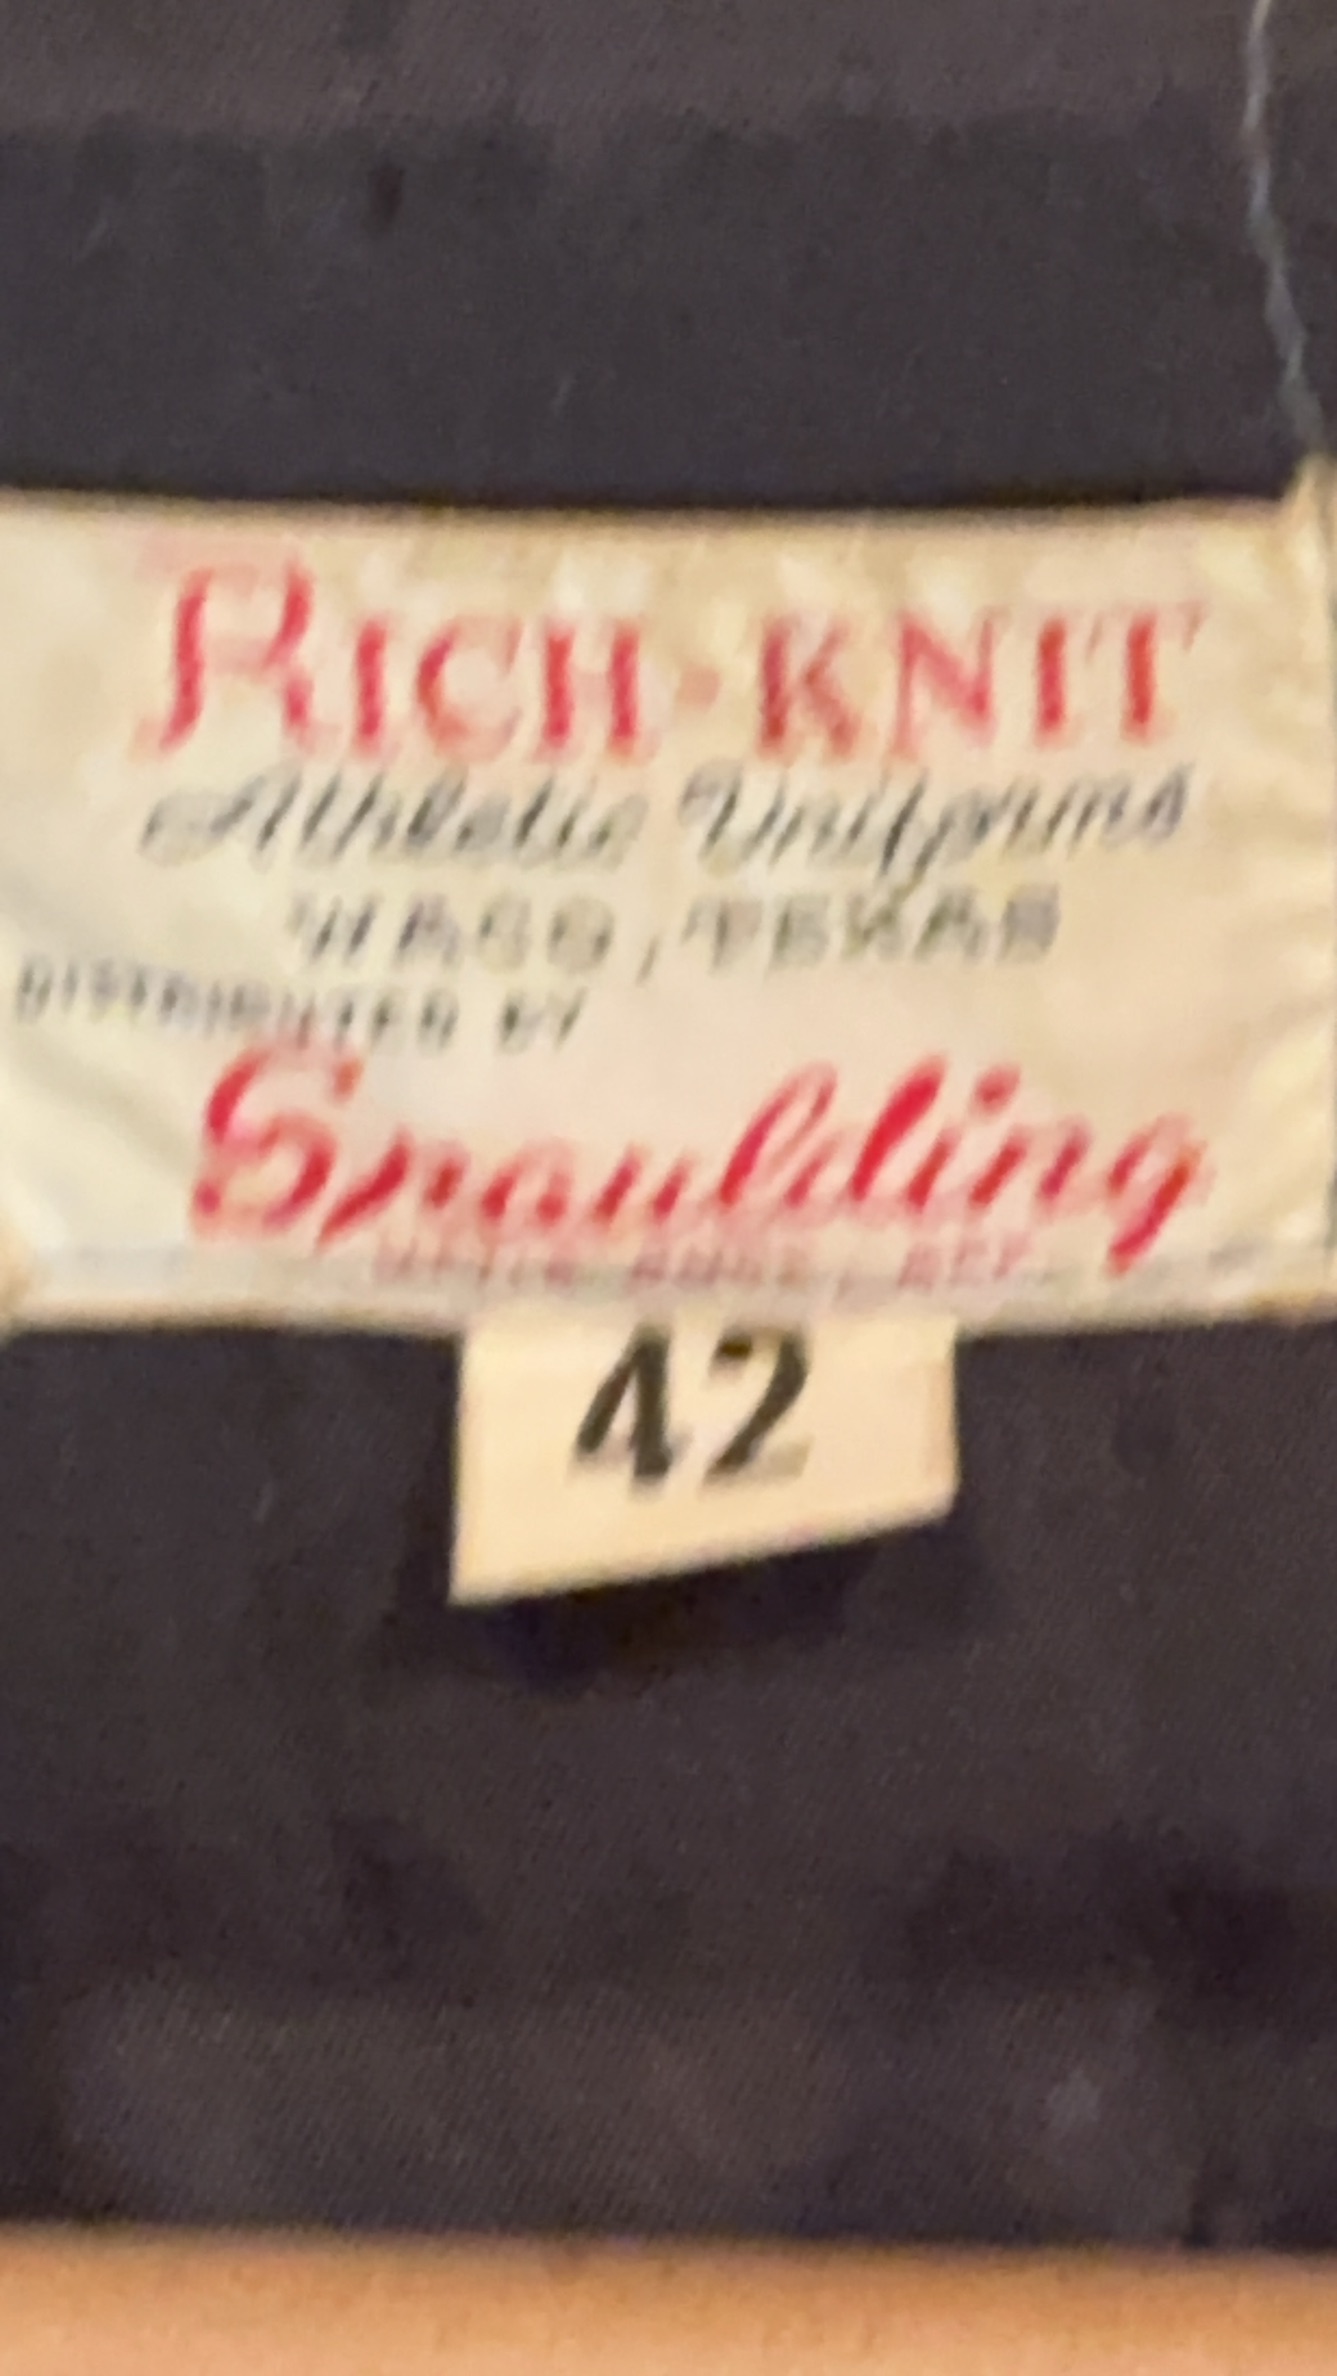 RICH-KNIT
Athletic Uniforms
WACO, TEXAS
DISTRIBUTED BY
Spaulding
42